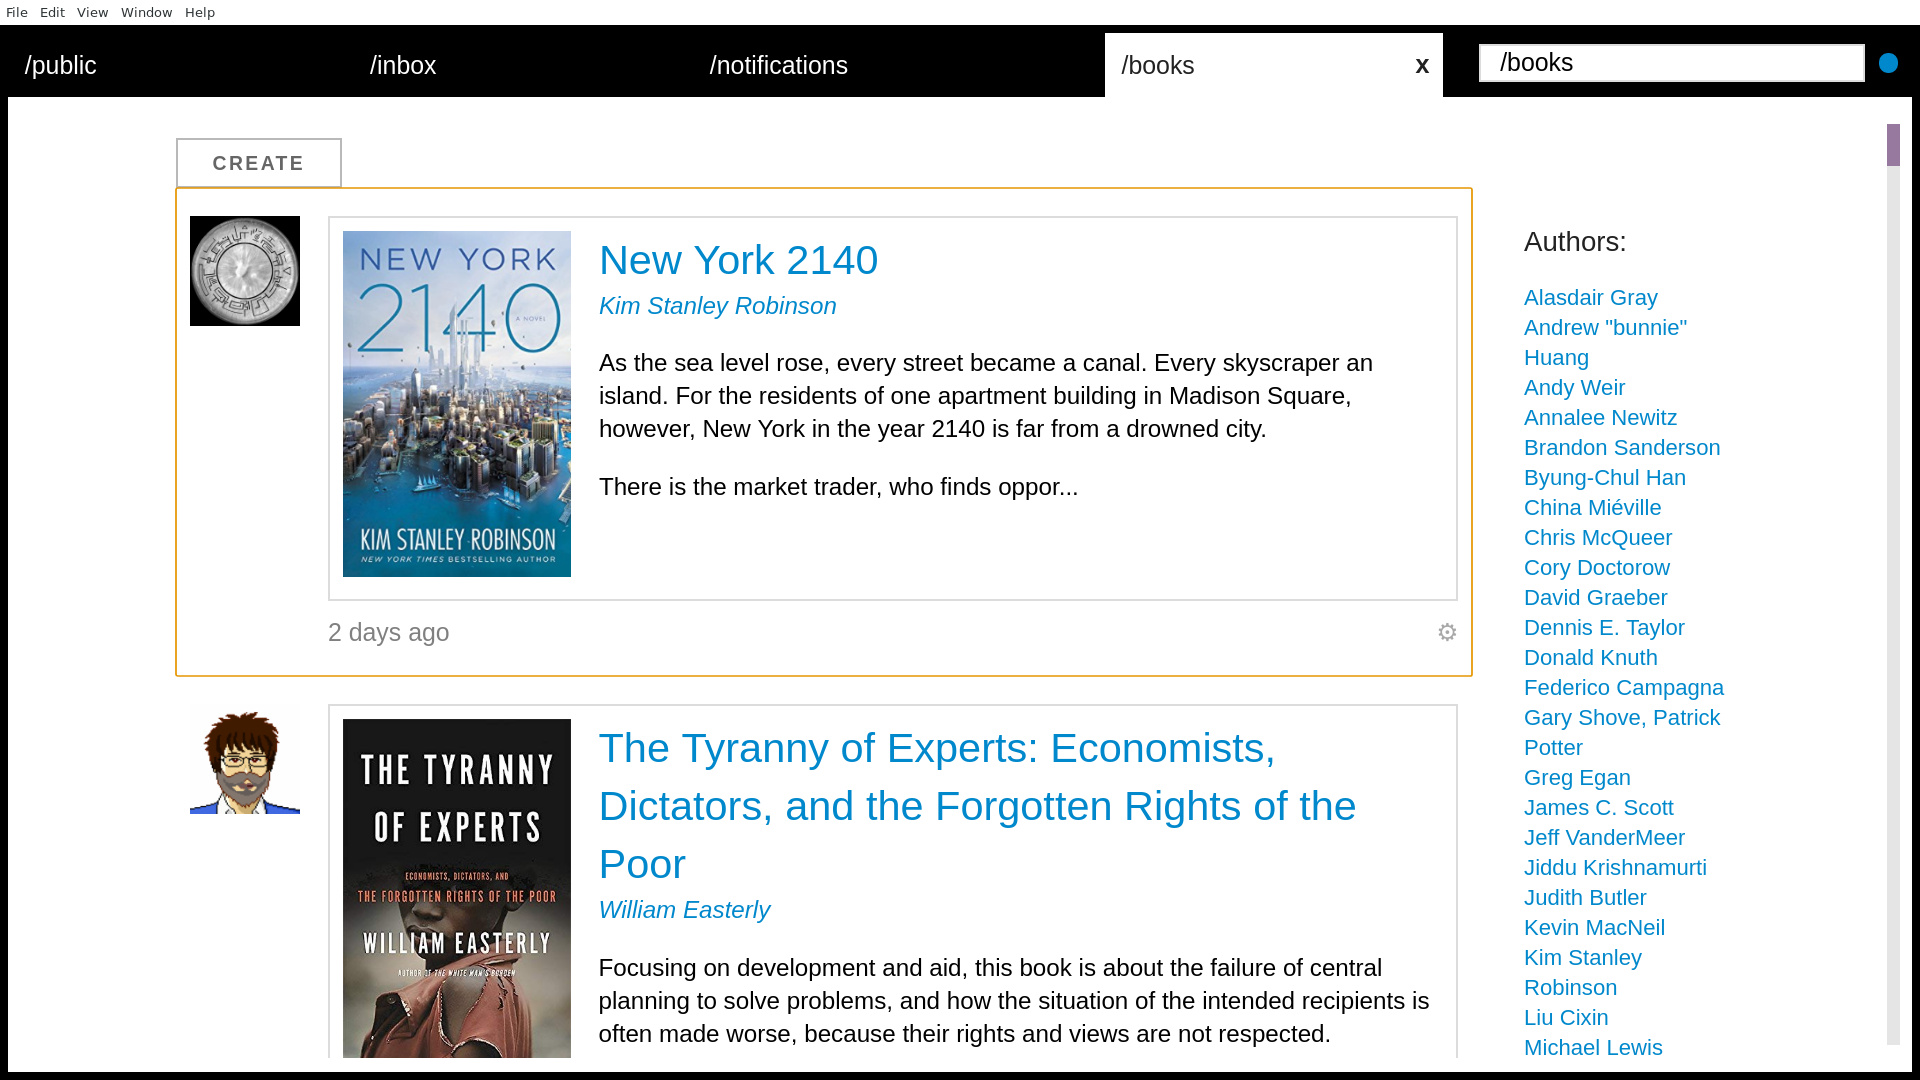 File Edit View Window Help
/public /inbox /notifications /books x /books
CREATE
NEW YORK
2140
A NOVEL
KIM STANLEY ROBINSON
NEW YORK TIMES BESTSELLING AUTHOR
New York 2140
Kim Stanley Robinson
As the sea level rose, every street became a canal. Every skyscraper an
island. For the residents of one apartment building in Madison Square,
however, New York in the year 2140 is far from a drowned city.
There is the market trader, who finds oppor...
2 days ago
THE TYRANNY
OF EXPERTS
ECONOMISTS, DICTATORS, AND
THE FORGOTTEN RIGHTS OF THE POOR
WILLIAM EASTERLY
AUTHOR OF THE WHITE MAN'S BURDEN
The Tyranny of Experts: Economists,
Dictators, and the Forgotten Rights of the
Poor
William Easterly
Focusing on development and aid, this book is about the failure of central
planning to solve problems, and how the situation of the intended recipients is
often made worse, because their rights and views are not respected.
Authors:
Alasdair Gray
Andrew "bunnie"
Huang
Andy Weir
Annalee Newitz
Brandon Sanderson
Byung-Chul Han
China Miéville
Chris McQueer
Cory Doctorow
David Graeber
Dennis E. Taylor
Donald Knuth
Federico Campagna
Gary Shove, Patrick
Potter
Greg Egan
James C. Scott
Jeff VanderMeer
Jiddu Krishnamurti
Judith Butler
Kevin MacNeil
Kim Stanley
Robinson
Liu Cixin
Michael Lewis